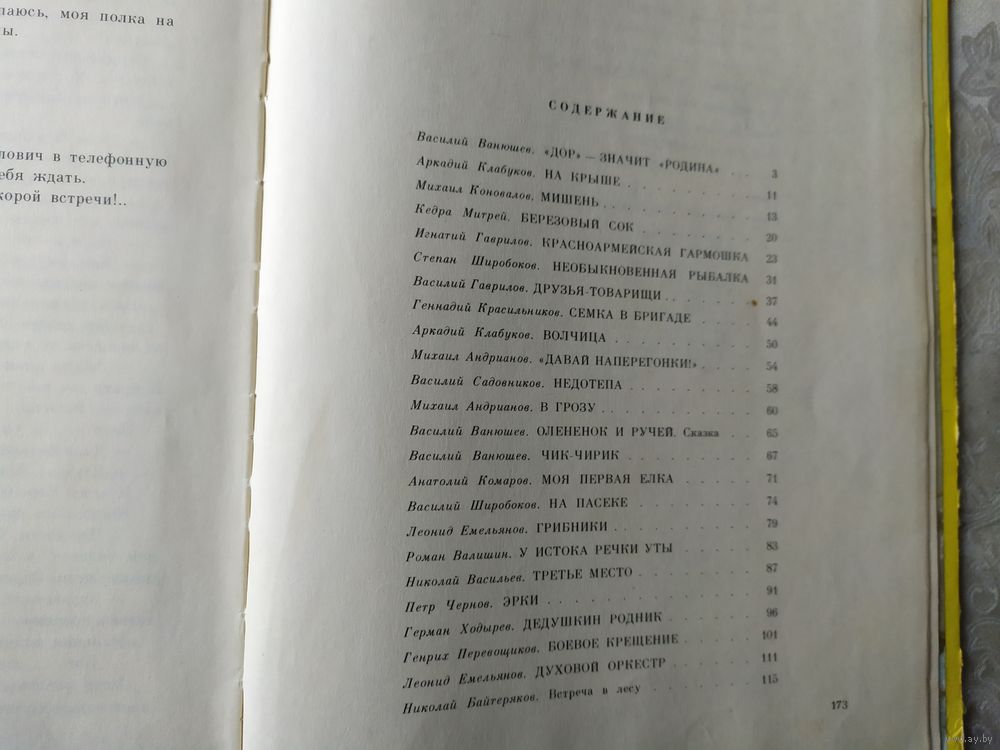 паюсь, моя полка на
ты.
лович в телефонную
ебя ждать.
корой встречи!..
СОДЕРЖАНИЕ
Василий Ванюшев. «ДОР» — ЗНАЧИТ «РОДИНА» . . 3
Аркадий Клабуков. НА КРЫШЕ . . . . . . . 11
Михаил Коновалов. МИШЕНЬ . . . . . . . . 13
Кедра Митрей. БЕРЕЗОВЫЙ СОК . . . . . . . 20
Игнатий Гаврилов. КРАСНОАРМЕЙСКАЯ ГАРМОШКА 23
Степан Широбоков. НЕОБЫКНОВЕННАЯ РЫБАЛКА 31
Василий Гаврилов. ДРУЗЬЯ-ТОВАРИЩИ . . . . . . 37
Геннадий Красильников. СЕМКА В БРИГАДЕ . . . . 44
Аркадий Клабуков. ВОЛЧИЦА . . . . . . . . 50
Михаил Андрианов. «ДАВАЙ НАПЕРЕГОНКИ!» . . . . 54
Василий Садовников. НЕДОТЕПА . . . . . . . 58
Михаил Андрианов. В ГРОЗУ . . . . . . . . . 60
Василий Ванюшев. ОЛЕНЕНОК И РУЧЕЙ. Сказка . . 65
Василий Ванюшев. ЧИК-ЧИРИК . . . . . . . 67
Анатолий Комаров. МОЯ ПЕРВАЯ ЕЛКА . . . . . 71
Василий Широбоков. НА ПАСЕКЕ . . . . . . . 74
Леонид Емельянов. ГРИБНИКИ . . . . . . . . 79
Роман Валишин. У ИСТОКА РЕЧКИ УТЫ . . . . . 83
Николай Васильев. ТРЕТЬЕ МЕСТО . . . . . . . 87
Петр Чернов. ЭРКИ . . . . . . . . . . . . 91
Герман Ходырев. ДЕДУШКИН РОДНИК . . . . . . 96
Генрих Перевощиков. БОЕВОЕ КРЕЩЕНИЕ . . . . 101
Леонид Емельянов. ДУХОВОЙ ОРКЕСТР . . . . . 111
Николай Байтеряков. Встреча в лесу . . . . . . 115
173
www.ay.by